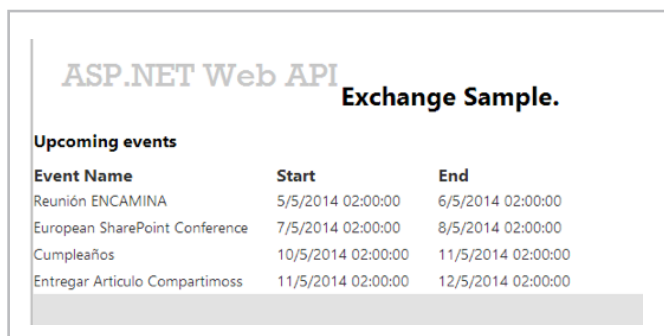 ASP.NET Web API
Exchange Sample.
Upcoming events
Event Name Start End
Reunión ENCAMINA 5/5/2014 02:00:00 6/5/2014 02:00:00
European SharePoint Conference 7/5/2014 02:00:00 8/5/2014 02:00:00
Cumpleaños 10/5/2014 02:00:00 11/5/2014 02:00:00
Entregar Articulo Compartimoss 11/5/2014 02:00:00 12/5/2014 02:00:00